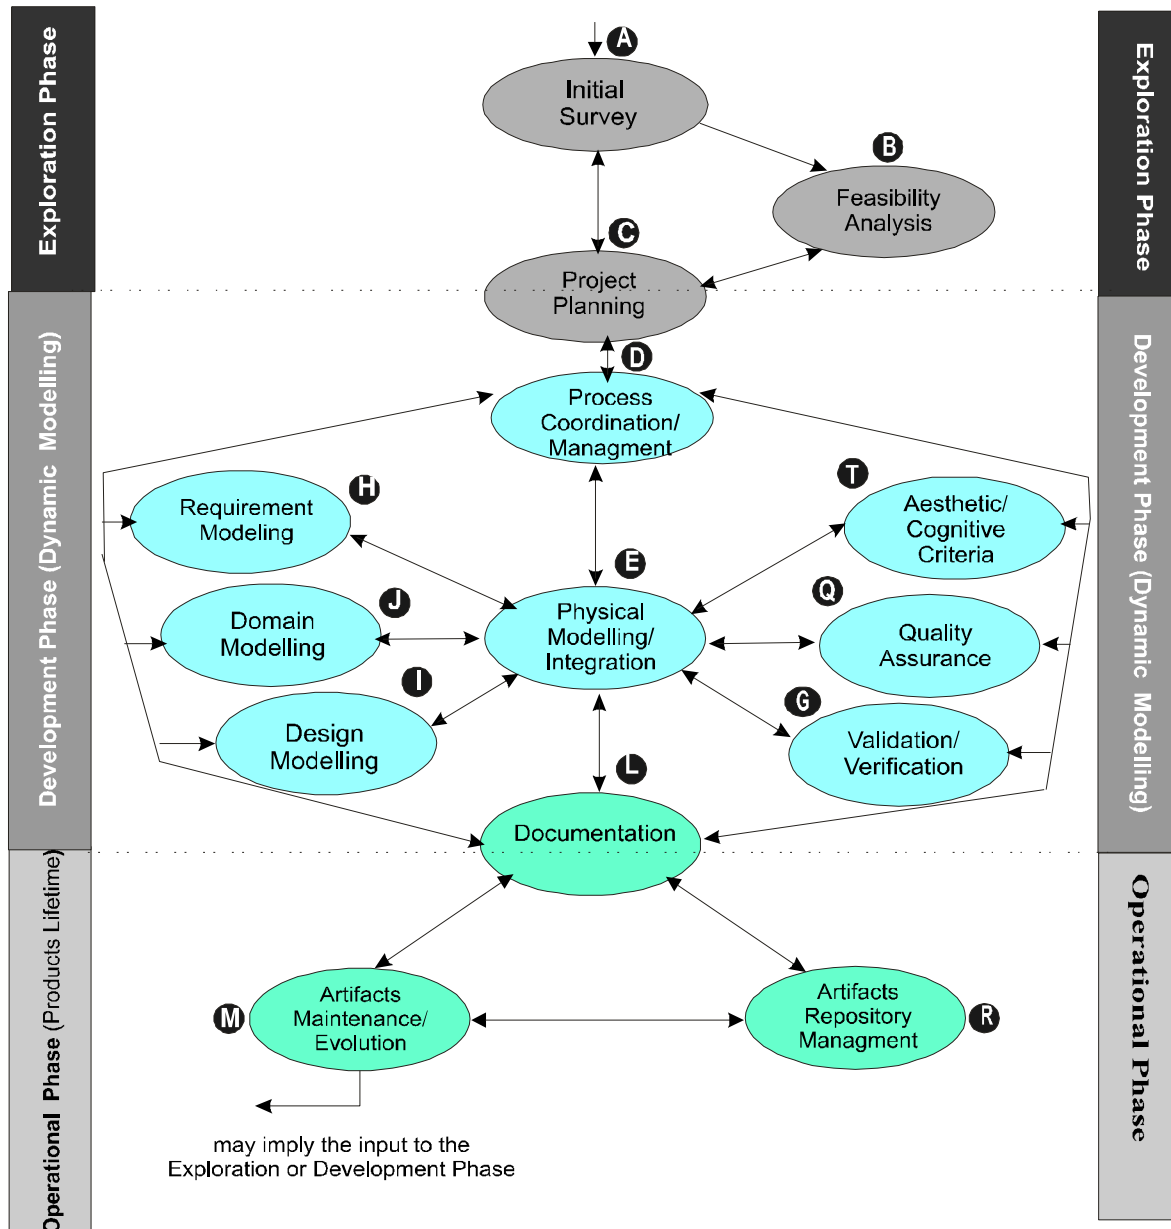 Exploration Phase
Development Phase (Dynamic Modelling)
Operational Phase (Products Lifetime)
A
Initial
Survey
B
Feasibility
Analysis
C
Project
Planning
D
Process
Coordination/
Managment
H
Requirement
Modeling
T
Aesthetic/
Cognitive
Criteria
E
Physical
Modelling/
Integration
J
Domain
Modelling
Q
Quality
Assurance
I
Design
Modelling
G
Validation/
Verification
L
Documentation
M
Artifacts
Maintenance/
Evolution
Artifacts
Repository
Managment
R
may imply the input to the
Exploration or Development Phase
Exploration Phase
Development Phase (Dynamic Modelling)
Operational Phase